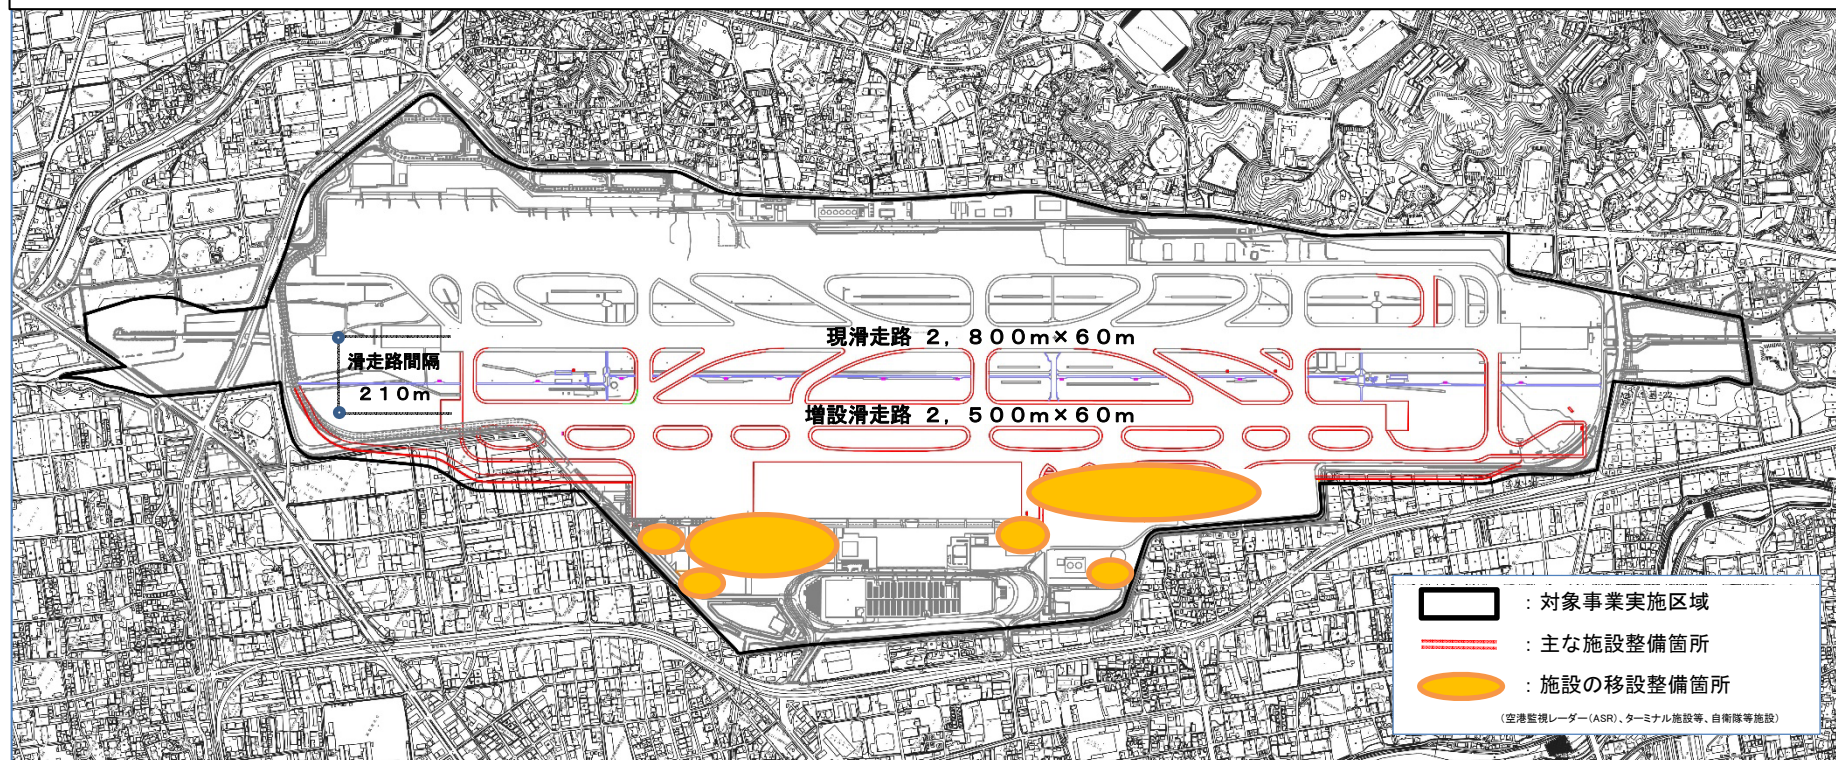 現滑走路 2,800m×60m
滑走路間隔
210m
増設滑走路 2,500m×60m
：対象事業実施区域
：主な施設整備箇所
：施設の移設整備箇所
(空港監視レーダー(ASR)、ターミナル施設等、自衛隊等施設)